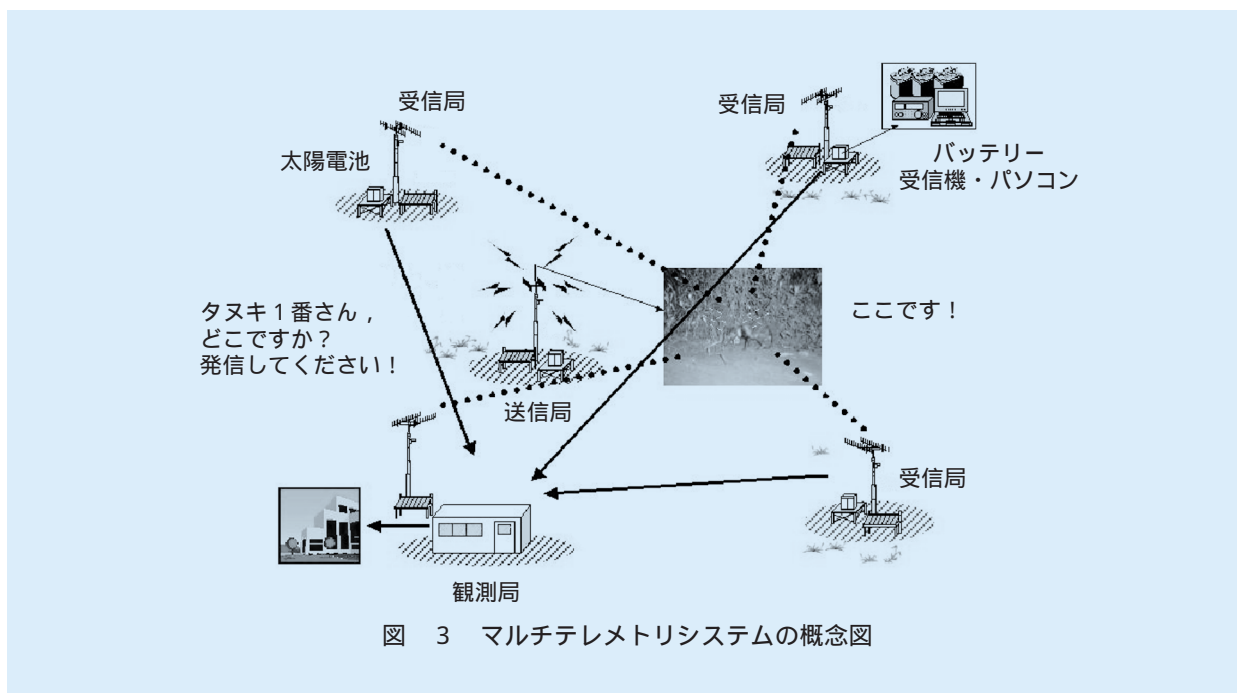 受信局
受信局
太陽電池
バッテリー
受信機・パソコン
タヌキ1番さん,
どこですか?
発信してください!
ここです!
送信局
受信局
観測局
図 3 マルチテレメトリシステムの概念図